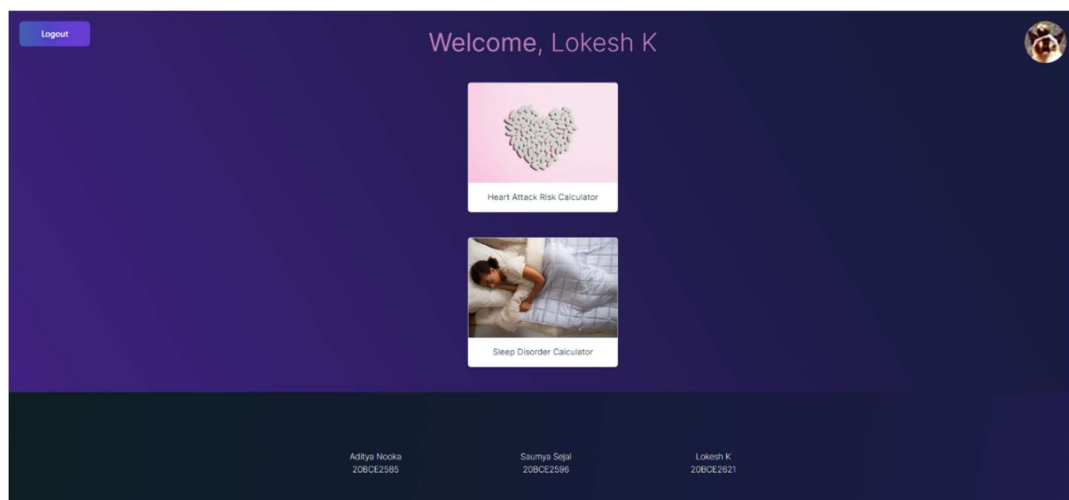 Logout
Welcome, Lokesh K
Heart Attack Risk Calculator
Sleep Disorder Calculator
Aditya Nooka
20BCE2585
Saumya Sejal
20BCE2596
Lokesh K
20BCE2621